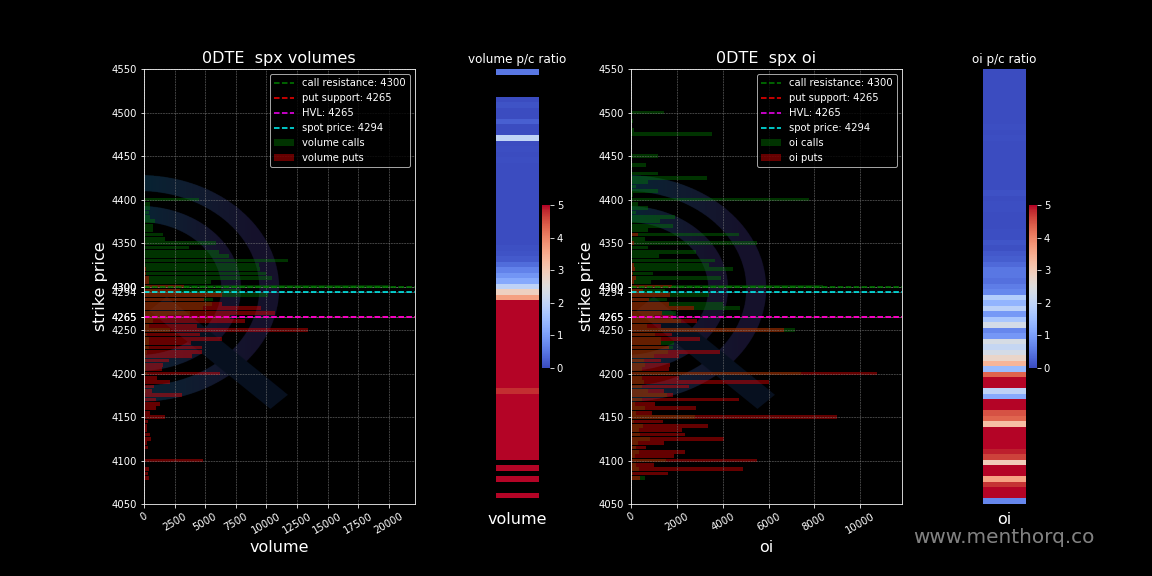 0DTE  spx volumes
volume p/c ratio
0DTE  spx oi
oi p/c ratio
call resistance: 4300
put support: 4265
HVL: 4265
spot price: 4294
volume calls
volume puts
call resistance: 4300
put support: 4265
HVL: 4265
spot price: 4294
oi calls
oi puts
strike price
4550
4500
4450
4400
4350
4300
4294
4265
4250
4200
4150
4100
4050
0
2500
5000
7500
10000
12500
15000
17500
20000
volume
5
4
3
2
1
0
volume
strike price
4550
4500
4450
4400
4350
4300
4294
4265
4250
4200
4150
4100
4050
0
2000
4000
6000
8000
10000
oi
5
4
3
2
1
0
oi
www.menthorq.co